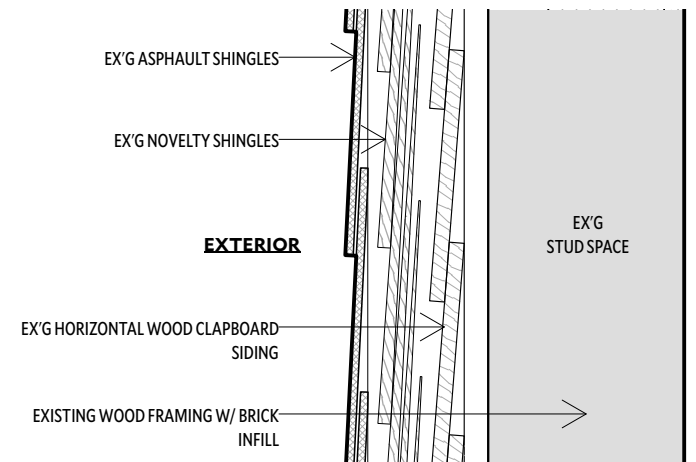 EX'G ASPHAULT SHINGLES
EX'G NOVELTY SHINGLES
EXTERIOR
EX'G
STUD SPACE
EX'G HORIZONTAL WOOD CLAPBOARD
SIDING
EXISTING WOOD FRAMING W/ BRICK
INFILL